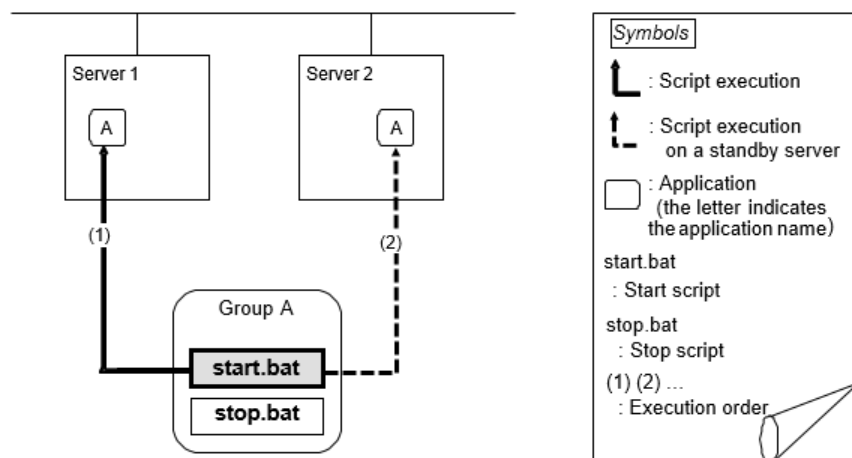 Server 1
Server 2
A
A
(1)
(2)
Group A
start.bat
stop.bat
Symbols
: Script execution
: Script execution
on a standby server
: Application
(the letter indicates
the application name)
start.bat
: Start script
stop.bat
: Stop script
(1) (2) ...
: Execution order